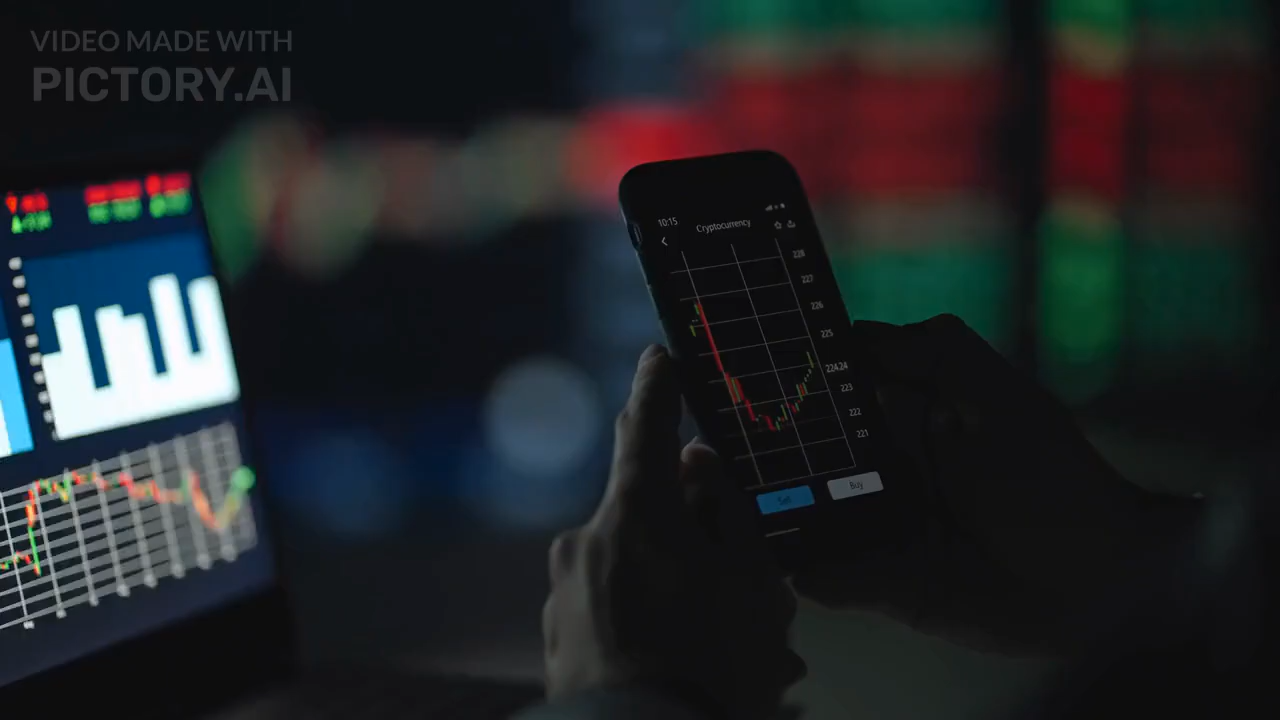 VIDEO MADE WITH
PICTORY.AI
10:15
Cryptocurrency
228
227
226
225
224.24
223
222
221
Sell
Buy